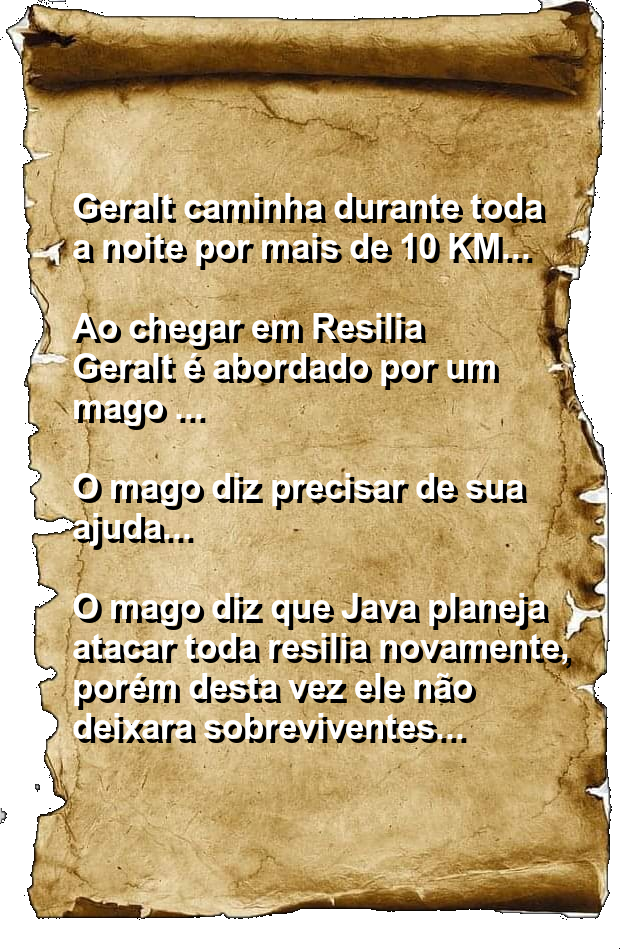 Geralt caminha durante toda
a noite por mais de 10 KM...
Ao chegar em Resilia
Geralt é abordado por um
mago ...
O mago diz precisar de sua
ajuda...
O mago diz que Java planeja
atacar toda resilia novamente,
porém desta vez ele não
deixara sobreviventes...